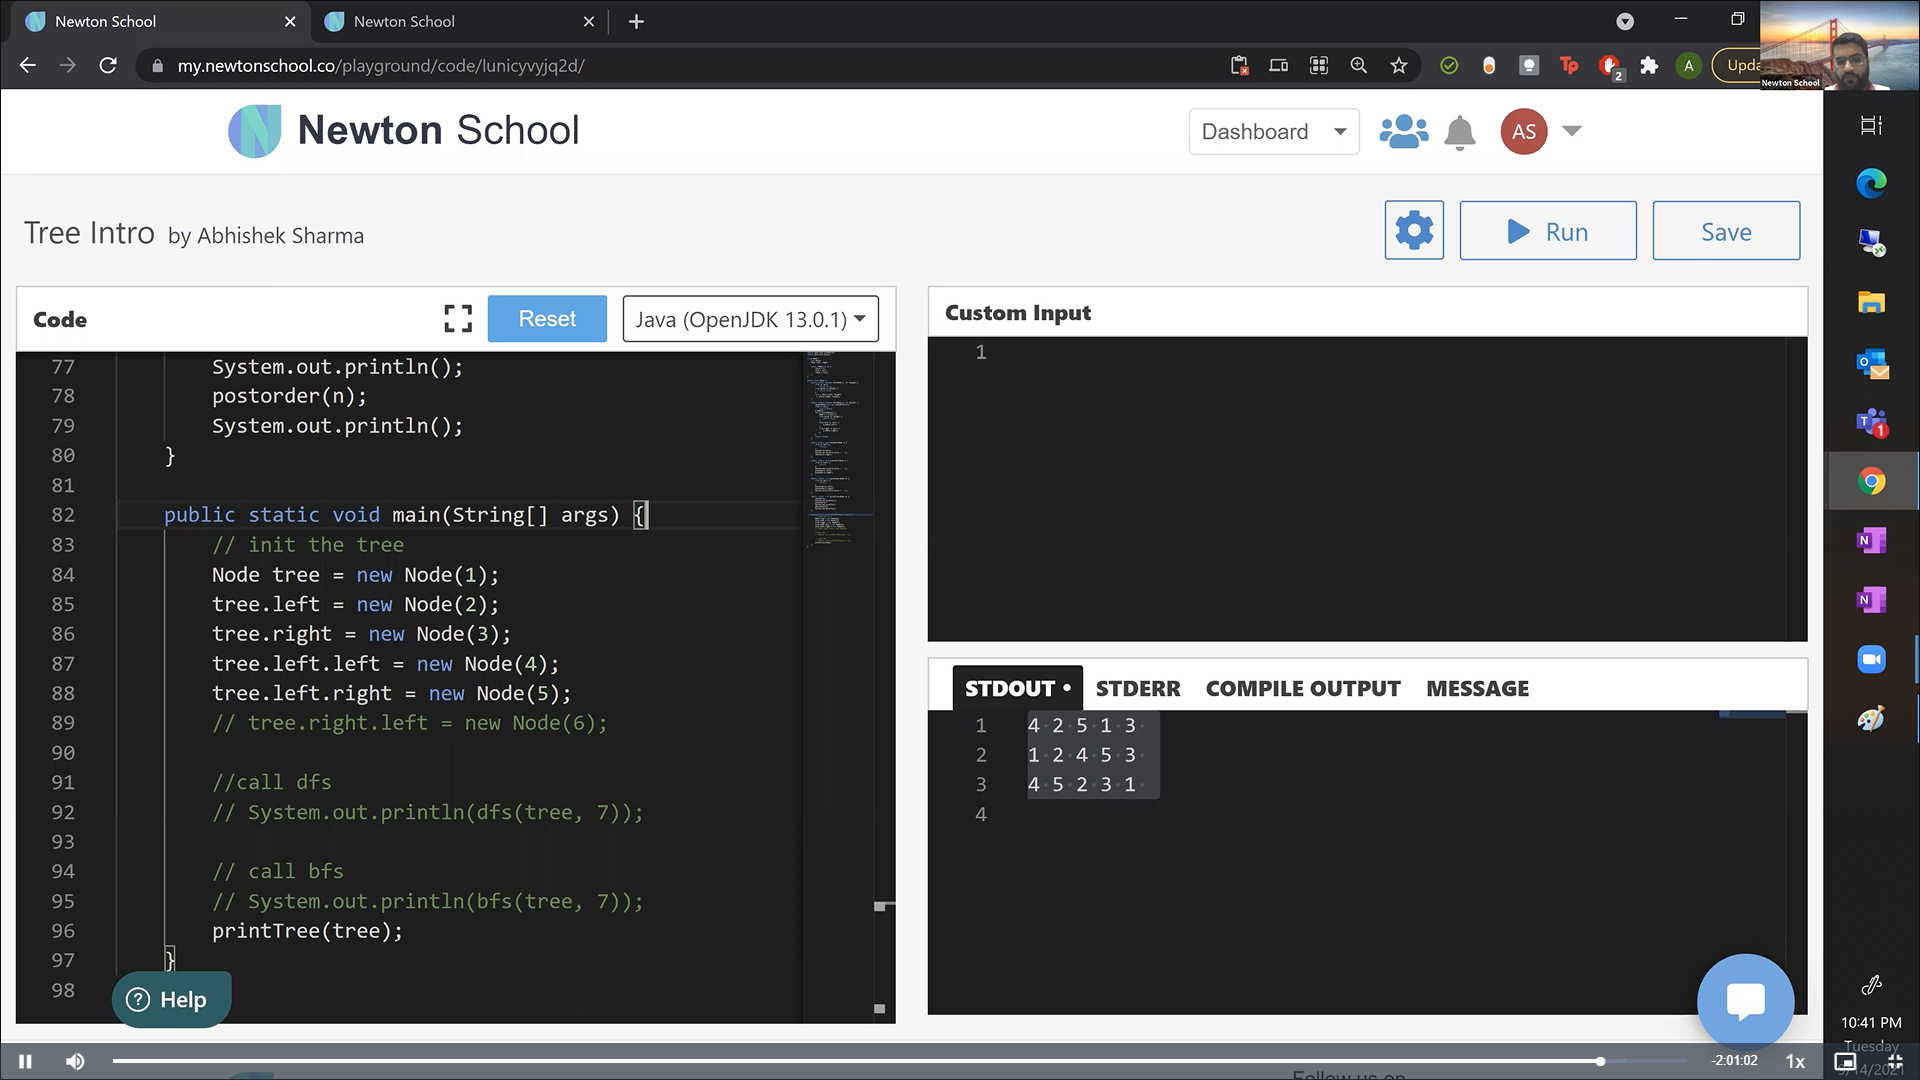 Newton School
Newton School
my.newtonschool.co/playground/code/lunicyvyjq2d/
Tp
2
A
Newton School
Newton School
Dashboard
AS
Tree Intro by Abhishek Sharma
Run
Save
Code
Reset
Java (OpenJDK 13.0.1)
Custom Input
77 System.out.println();
78 postorder(n);
79 System.out.println();
80 }
81
82 public static void main(String[] args) {
83 // init the tree
84 Node tree = new Node(1);
85 tree.left = new Node(2);
86 tree.right = new Node(3);
87 tree.left.left = new Node(4);
88 tree.left.right = new Node(5);
89 // tree.right.left = new Node(6);
90
91 //call dfs
92 // System.out.println(dfs(tree, 7));
93
94 // call bfs
95 // System.out.println(bfs(tree, 7));
96 printTree(tree);
97 }
98
1
STDOUT • STDERR COMPILE OUTPUT MESSAGE
1 4·2·5·1·3·
2 1·2·4·5·3·
3 4·5·2·3·1·
4
Help
1
10:41 PM
Tuesday
-2:01:02
1x